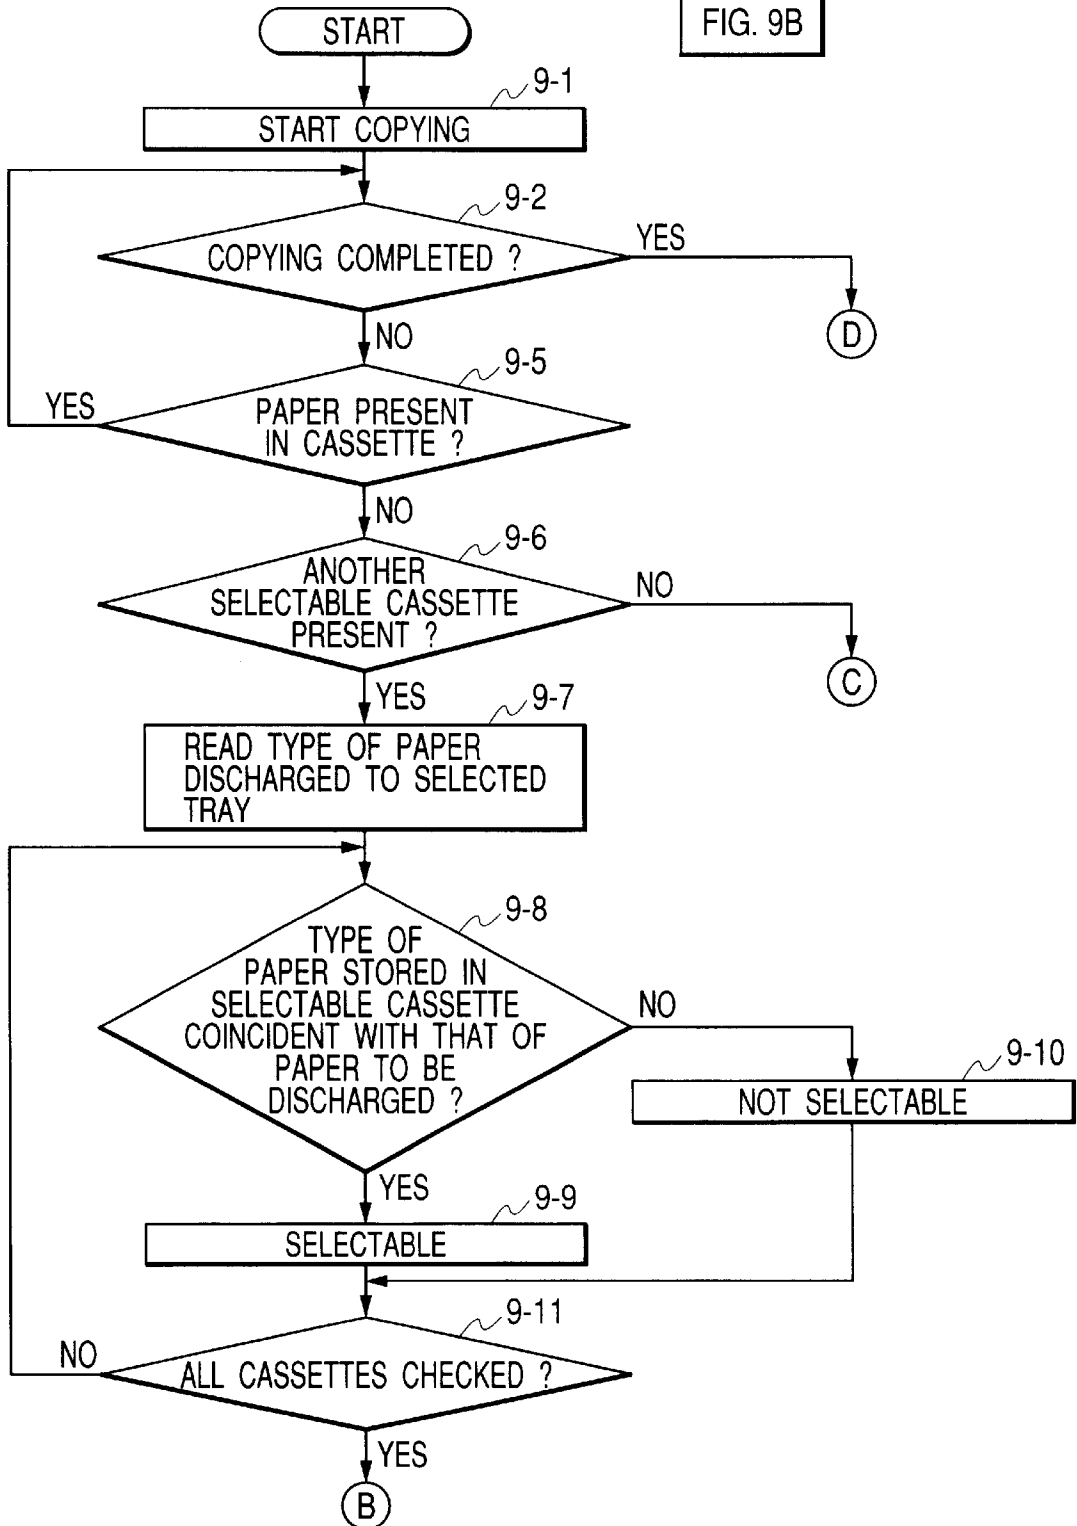 FIG. 9B
START
9-1
START COPYING
9-2
COPYING COMPLETED ?
YES
D
NO
9-5
PAPER PRESENT
IN CASSETTE ?
YES
NO
9-6
ANOTHER
SELECTABLE CASSETTE
PRESENT ?
NO
C
YES
9-7
READ TYPE OF PAPER
DISCHARGED TO SELECTED
TRAY
9-8
TYPE OF
PAPER STORED IN
SELECTABLE CASSETTE
COINCIDENT WITH THAT OF
PAPER TO BE
DISCHARGED ?
NO
9-10
NOT SELECTABLE
YES
9-9
SELECTABLE
9-11
NO
ALL CASSETTES CHECKED ?
YES
B